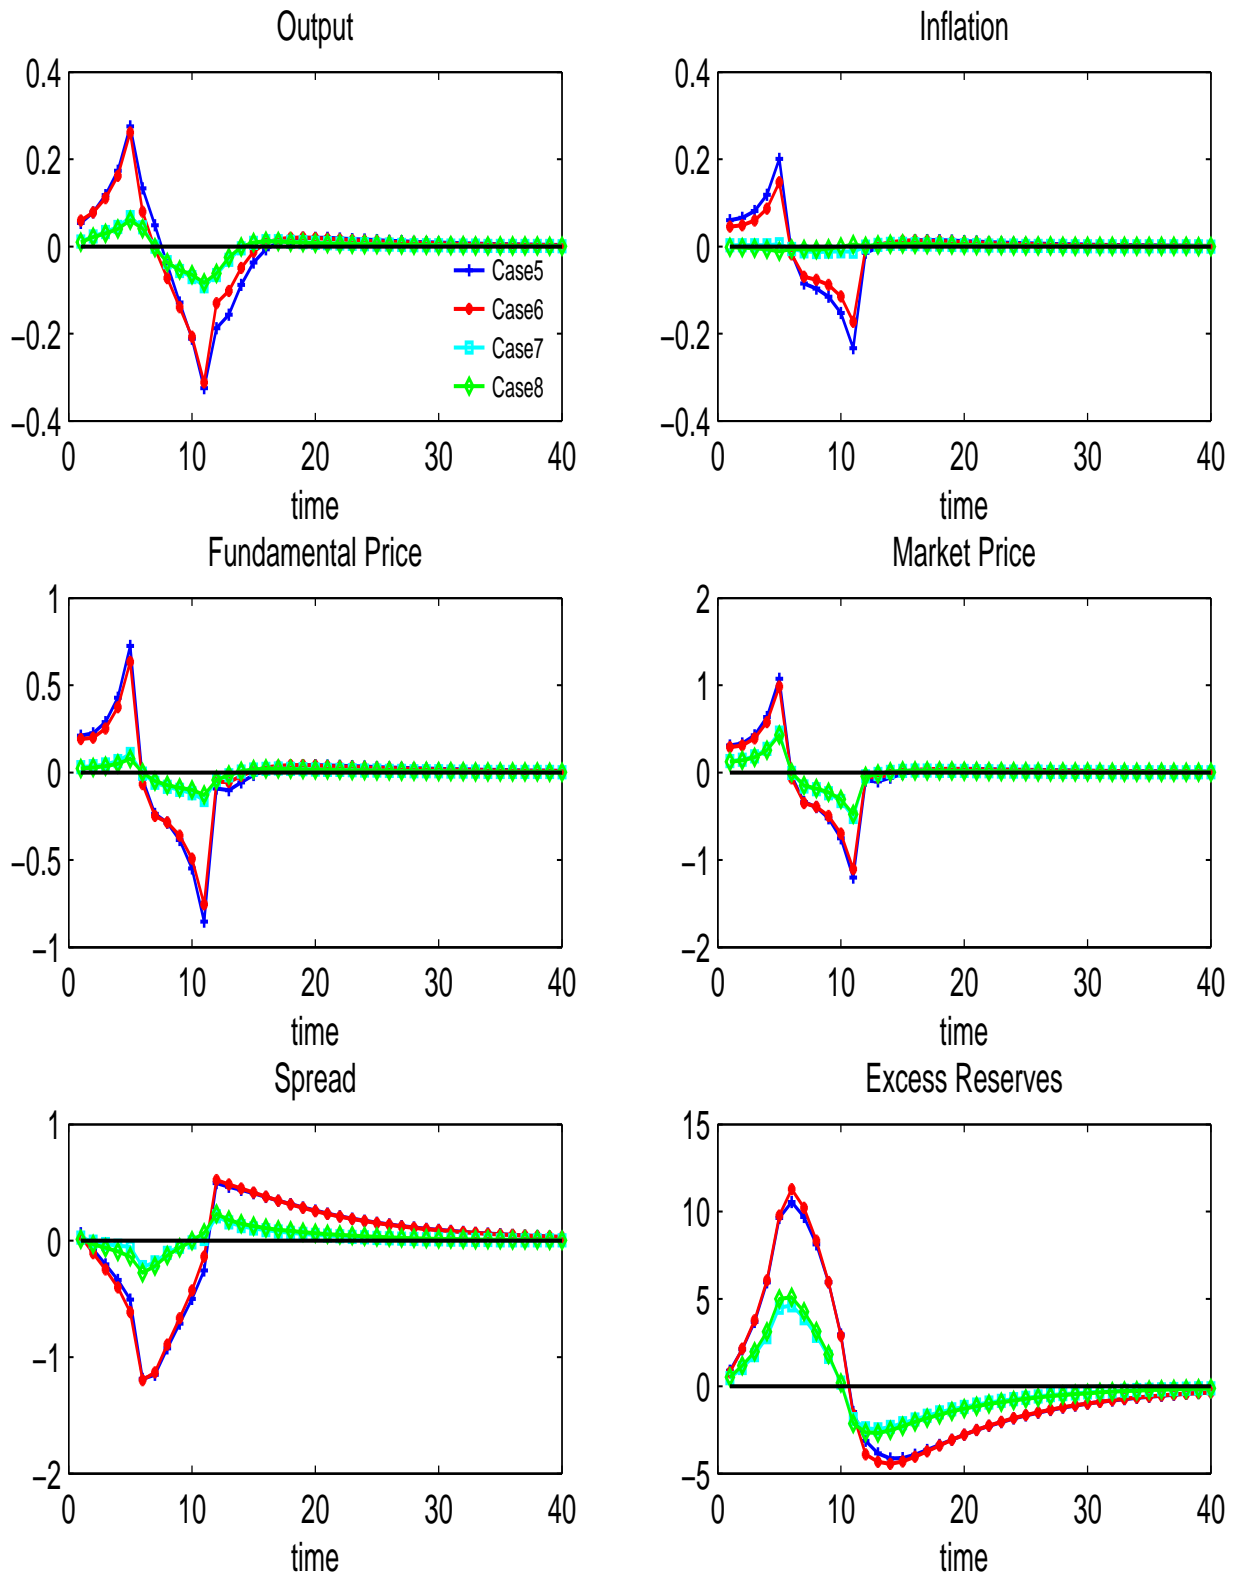 Output
0.4
0.2
0
−0.2
−0.4
0 10 20 30 40
time
Case5
Case6
Case7
Case8
Inflation
0.4
0.2
0
−0.2
−0.4
0 10 20 30 40
time
Fundamental Price
1
0.5
0
−0.5
−1
0 10 20 30 40
time
Market Price
2
1
0
−1
−2
0 10 20 30 40
time
Spread
1
0
−1
−2
0 10 20 30 40
time
Excess Reserves
15
10
5
0
−5
0 10 20 30 40
time